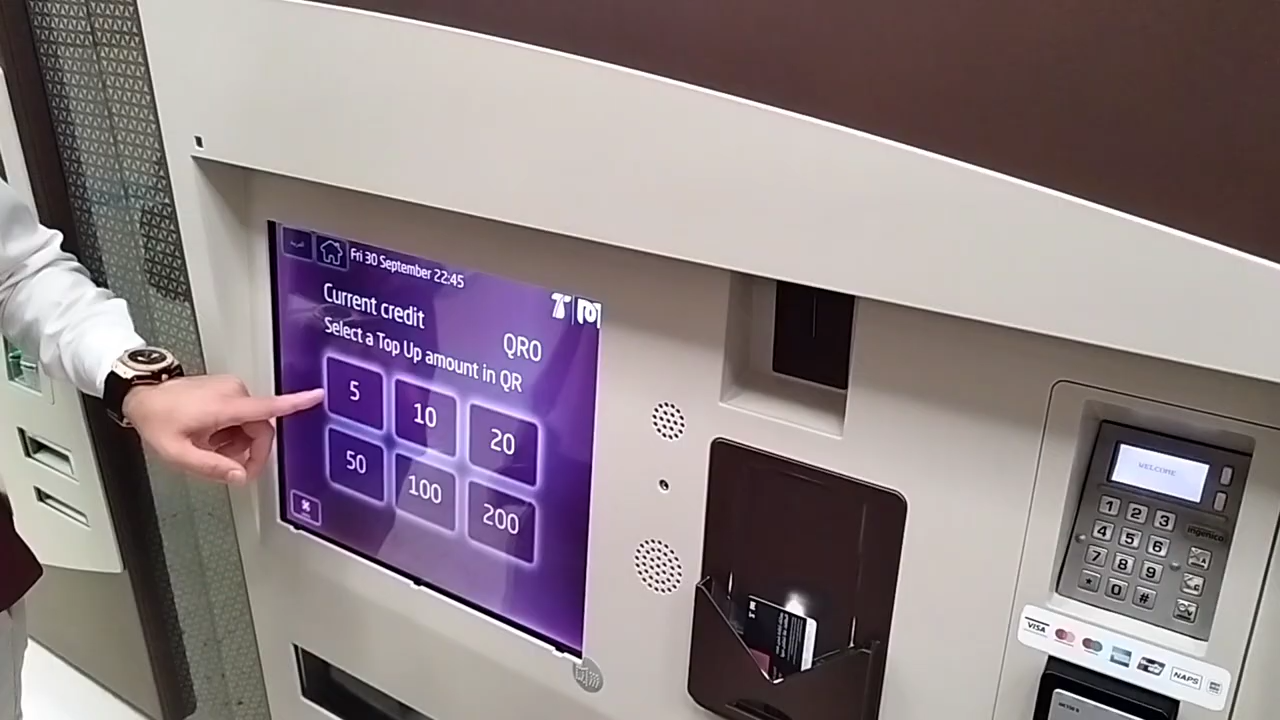 العربية
Fri 30 September 22:45
Current credit
QR0
Select a Top Up amount in QR
5
10
20
50
100
200
WELCOME
1 2 3
4 5 6
7 8 9
* 0 #
ingenico
VISA
NAPS